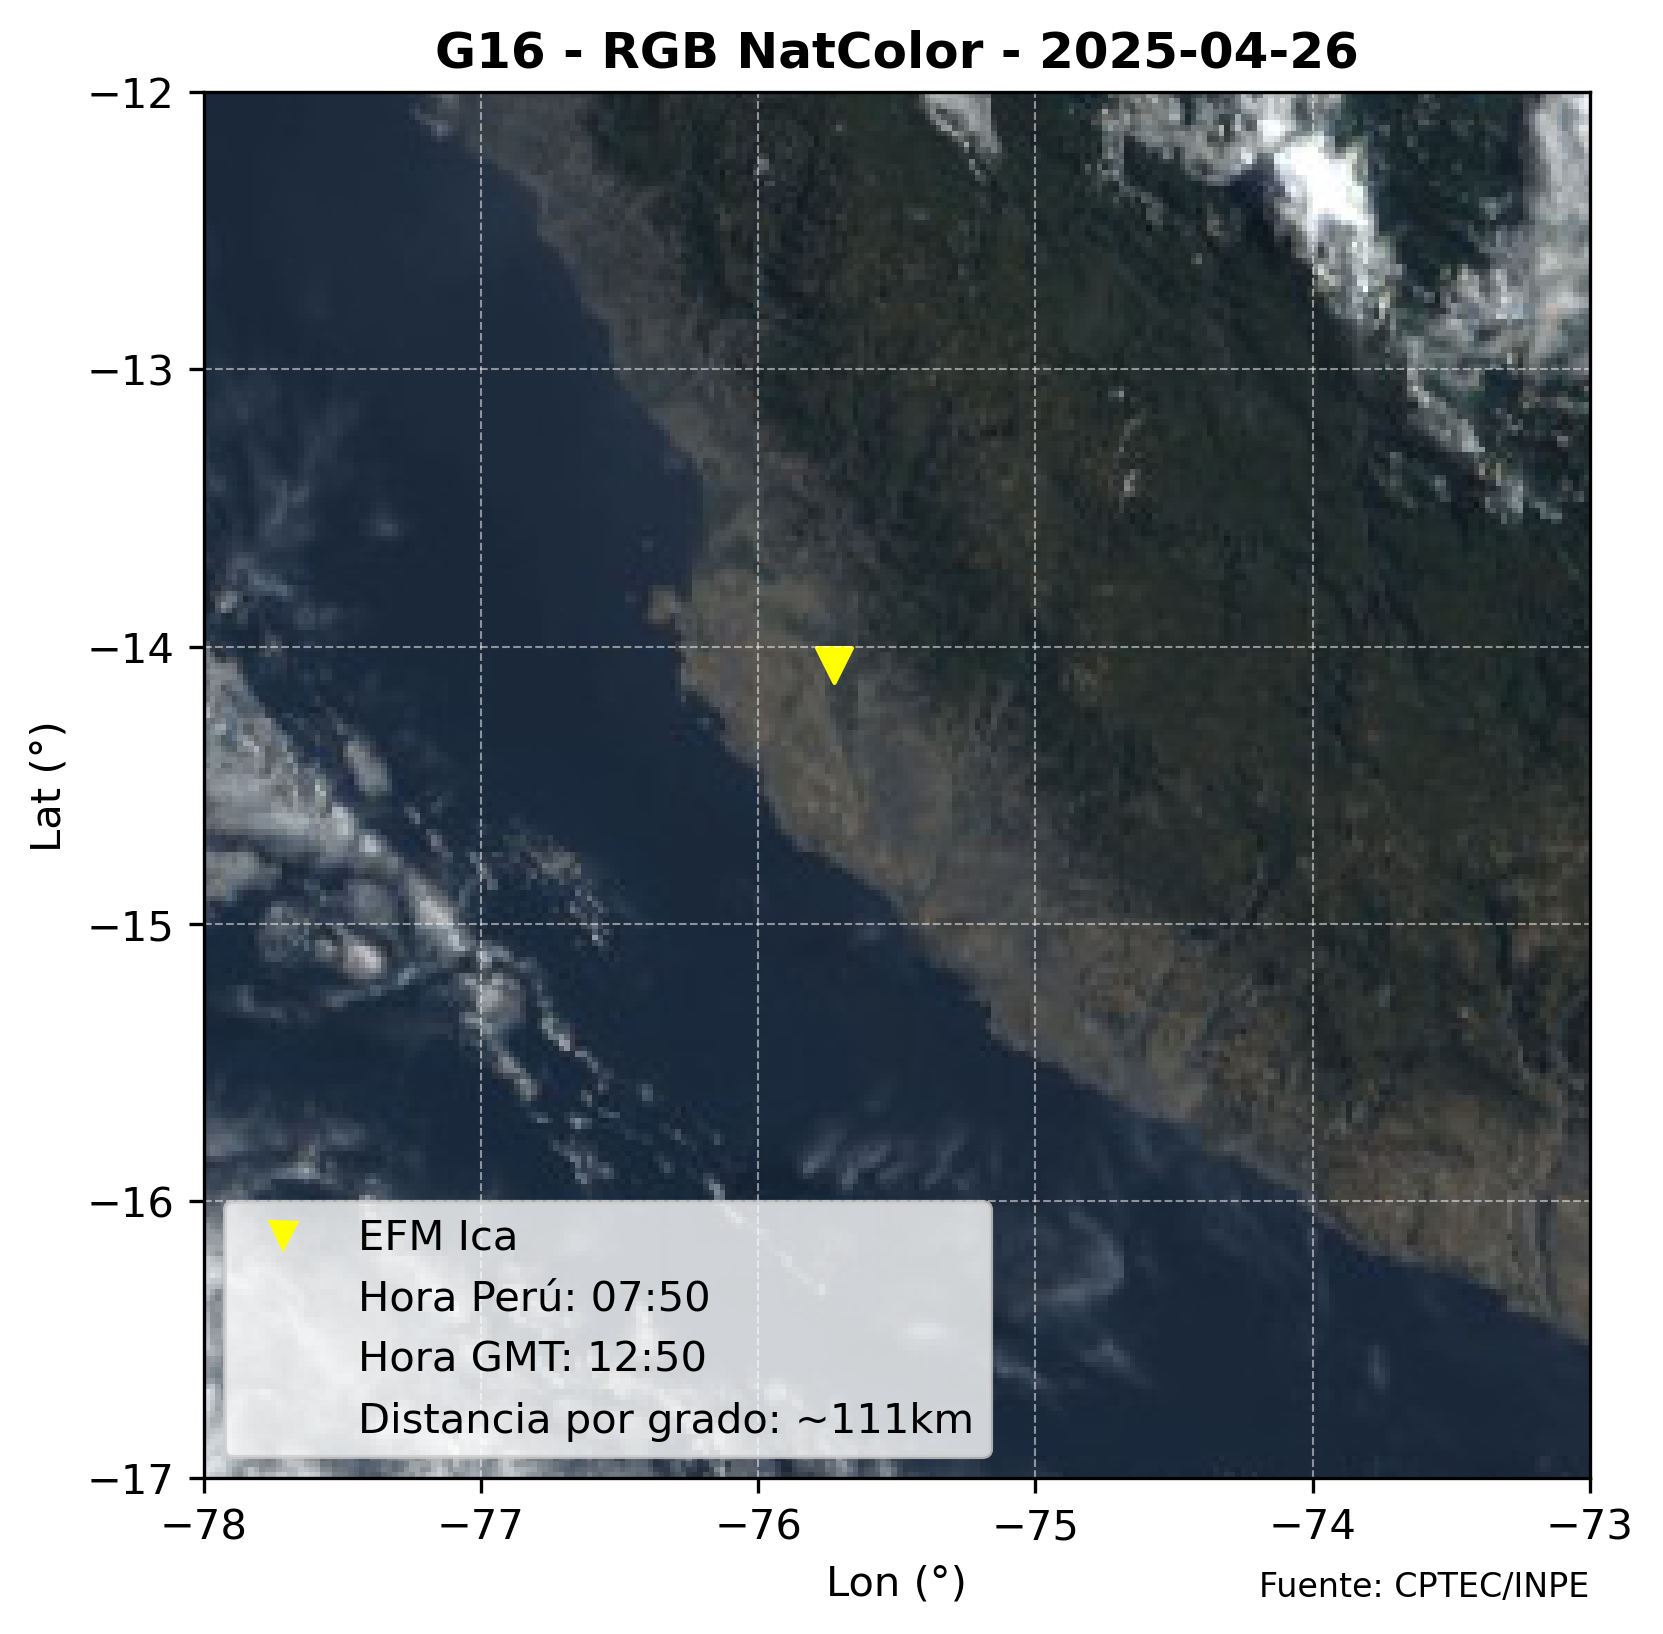 G16 - RGB NatColor - 2025-04-26
−12
−13
−14
−15
−16
−17
Lat (°)
EFM Ica
Hora Perú: 07:50
Hora GMT: 12:50
Distancia por grado: ~111km
−78
−77
−76
−75
−74
−73
Lon (°)
Fuente: CPTEC/INPE